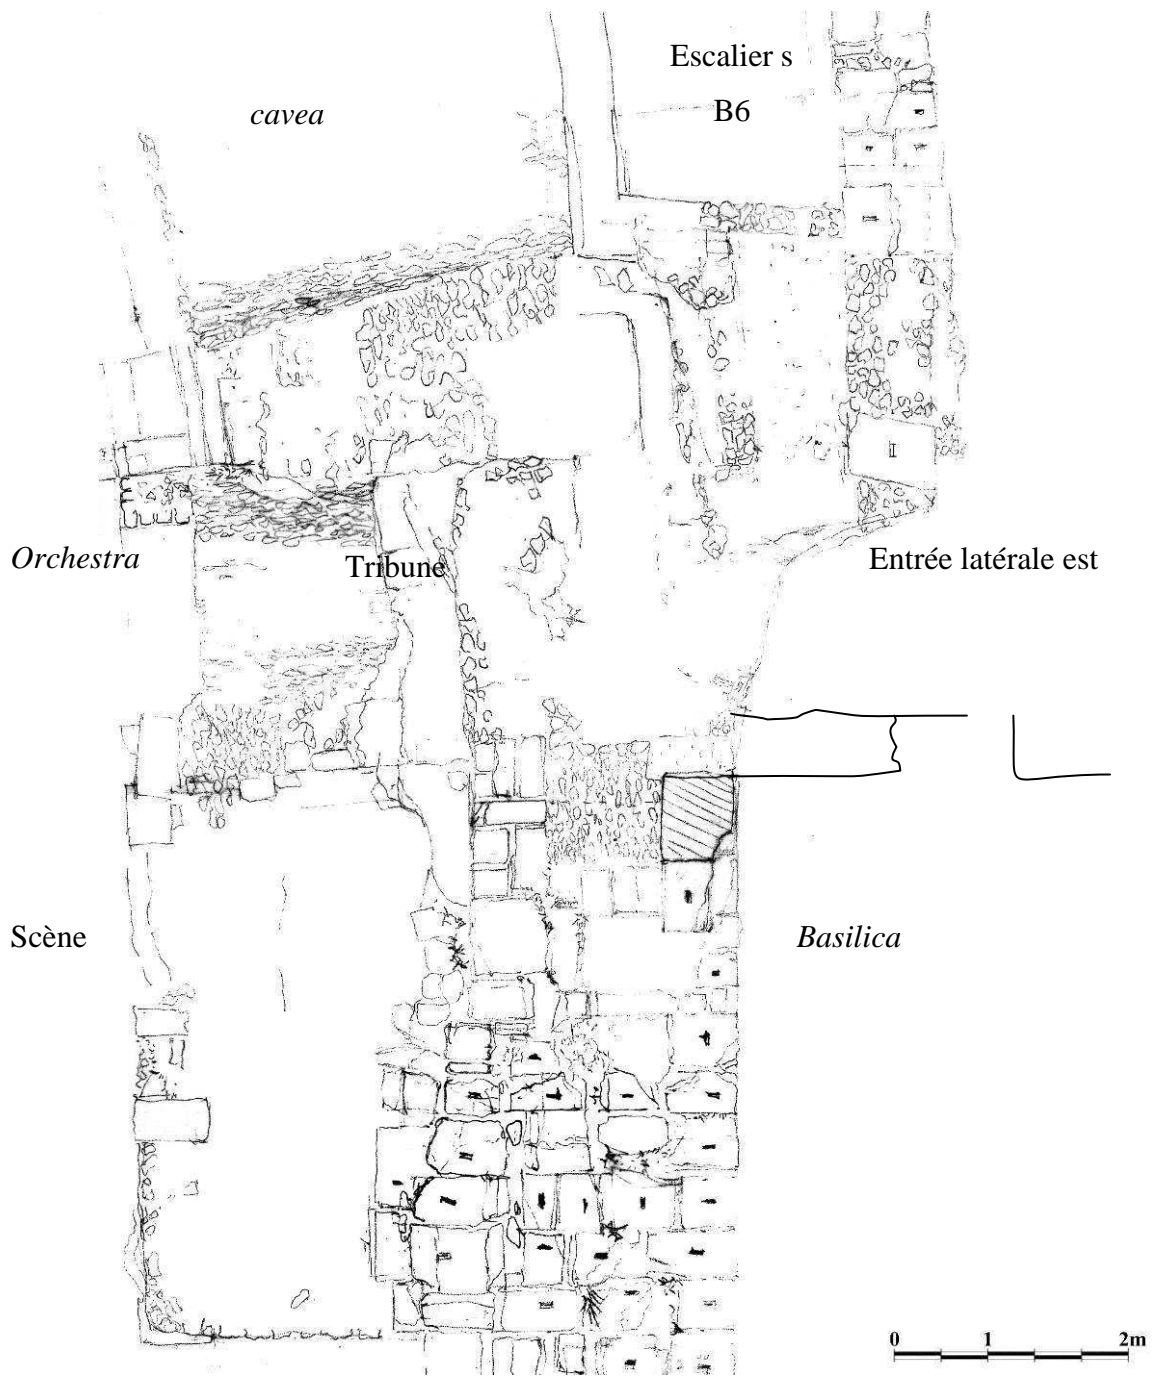 Escalier s
B6
cavea
Orchestra
Tribune
Entrée latérale est
Scène
Basilica
0 1 2m